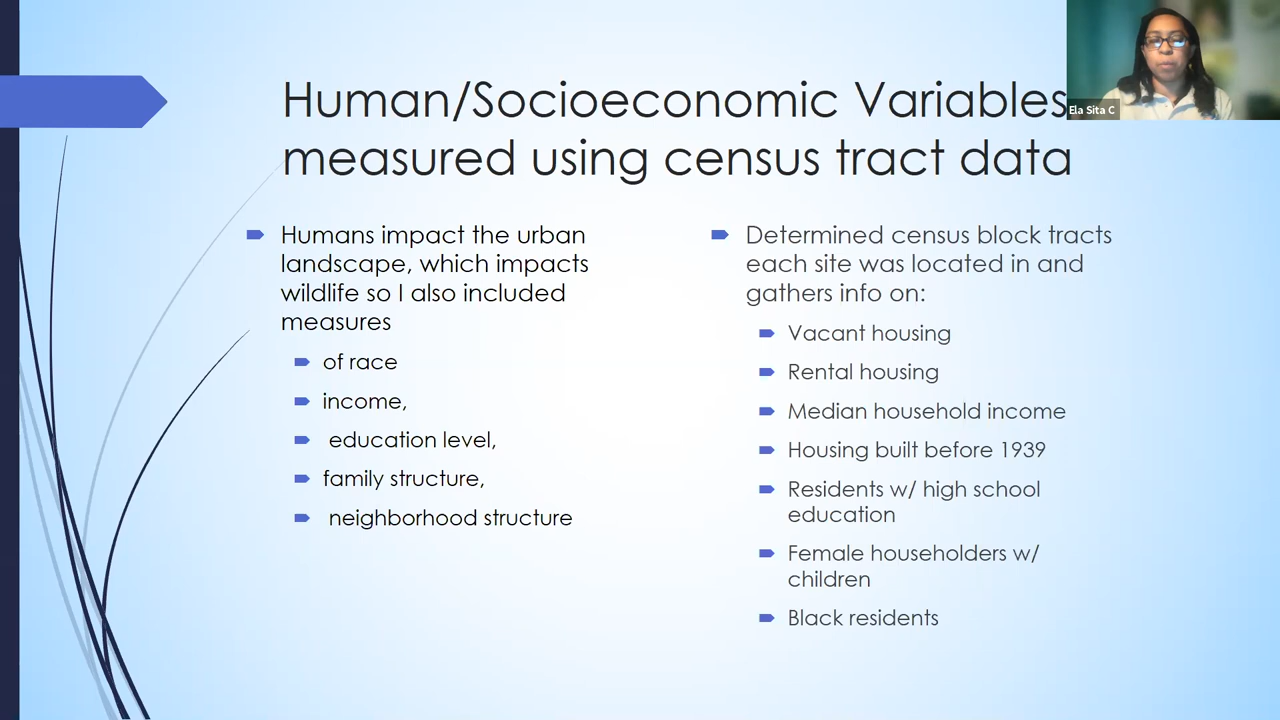 Human/Socioeconomic Variables
measured using census tract data
Ela Sita C
Humans impact the urban
landscape, which impacts
wildlife so I also included
measures
of race
income,
education level,
family structure,
neighborhood structure
Determined census block tracts
each site was located in and
gathers info on:
Vacant housing
Rental housing
Median household income
Housing built before 1939
Residents w/ high school
education
Female householders w/
children
Black residents